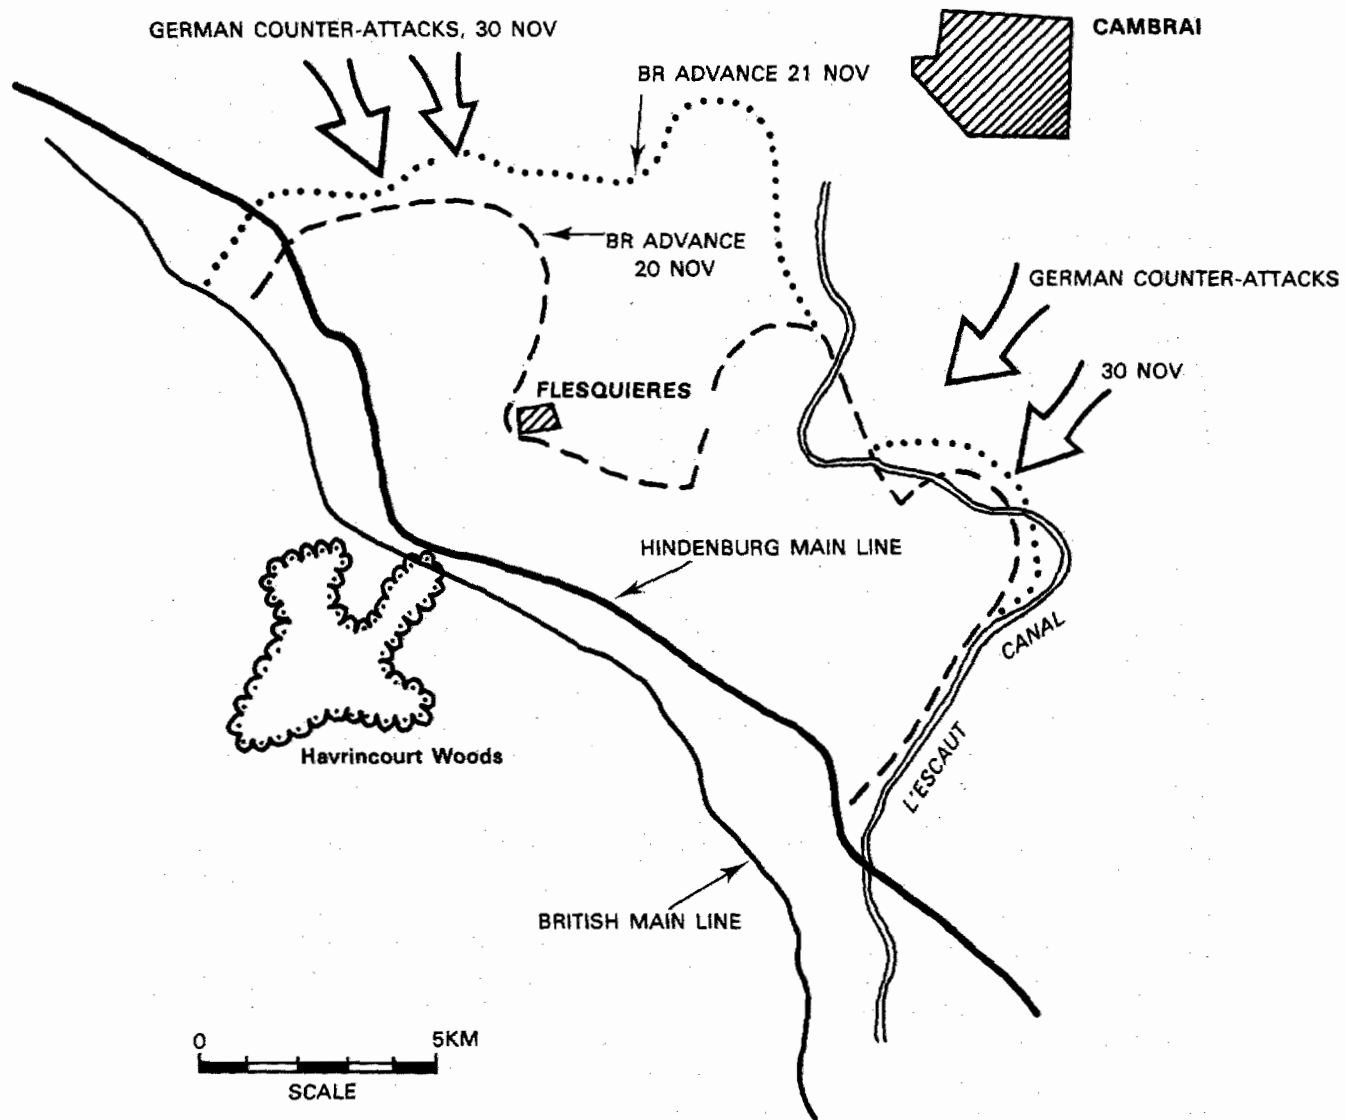 GERMAN COUNTER-ATTACKS, 30 NOV
CAMBRAI
BR ADVANCE 21 NOV
BR ADVANCE
20 NOV
GERMAN COUNTER-ATTACKS
30 NOV
FLESQUIERES
HINDENBURG MAIN LINE
CANAL
L'ESCAUT
Havrincourt Woods
BRITISH MAIN LINE
0 5KM
SCALE